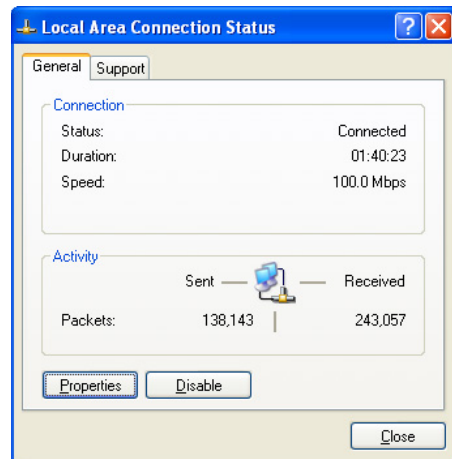 Local Area Connection Status
General Support
Connection
Status: Connected
Duration: 01:40:23
Speed: 100.0 Mbps
Activity
Sent Received
Packets: 138,143 243,057
Properties Disable
Close